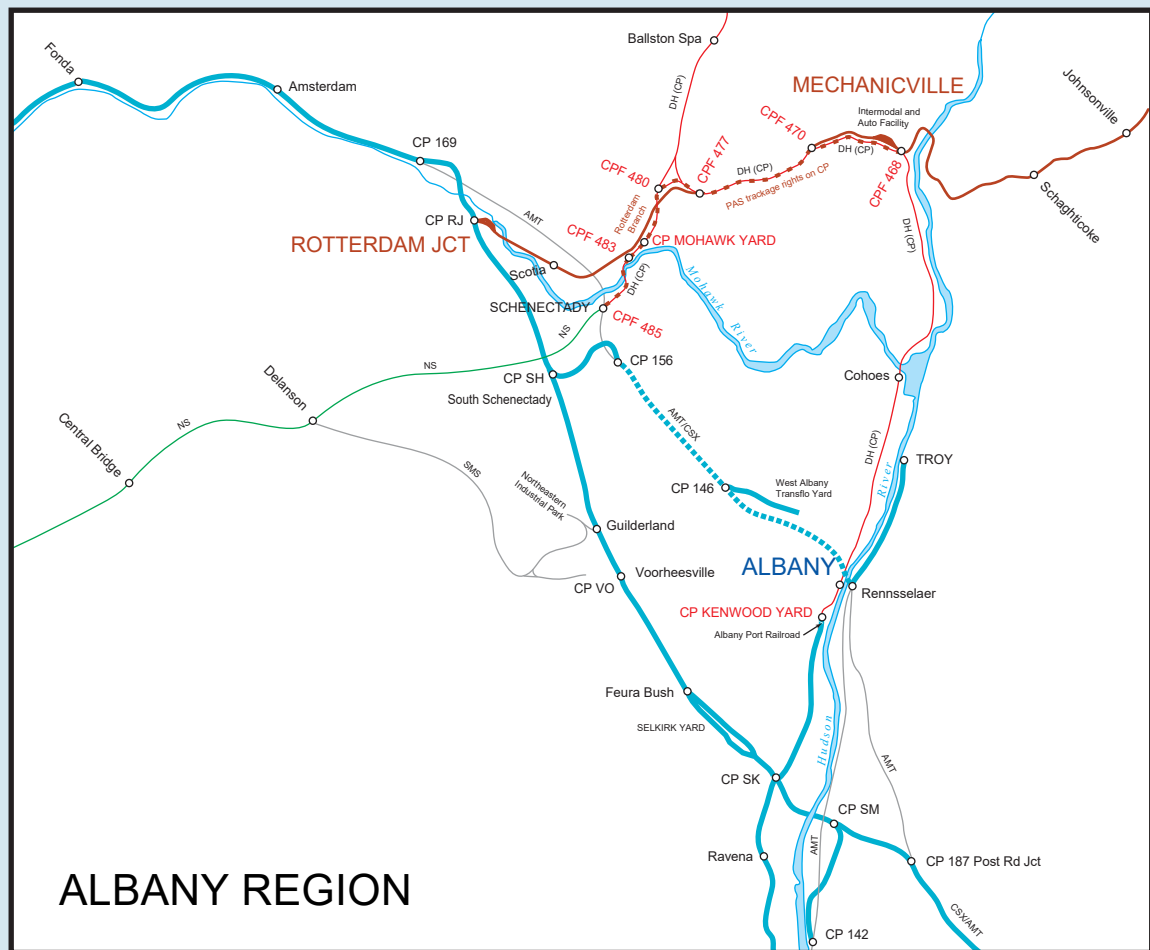 Ballston Spa
Fonda
Amsterdam
DH (CP)
MECHANICVILLE
Intermodal and
Auto Facility
Johnsonville
CPF 470
CP 169
CPF 477
DH (CP)
DH (CP)
CPF 480
PAS trackage rights on CP
CPF 468
Schaghticoke
AMT
Rotterdam
Branch
CP RJ
ROTTERDAM JCT
CPF 483
CP MOHAWK YARD
DH (CP)
Scotia
DH (CP)
Mohawk River
SCHENECTADY
CPF 485
NS
CP 156
NS
CP SH
South Schenectady
Cohoes
Delanson
AMT/CSX
Central Bridge
NS
DH (CP)
SMS
Northeastern
Industrial Park
CP 146
West Albany
Transflo Yard
River
TROY
Guilderland
ALBANY
CP VO
Voorheesville
Rennsselaer
CP KENWOOD YARD
Albany Port Railroad
Feura Bush
SELKIRK YARD
Hudson
AMT
CP SK
CP SM
AMT
Ravena
CP 187 Post Rd Jct
ALBANY REGION
CSX/AMT
CP 142